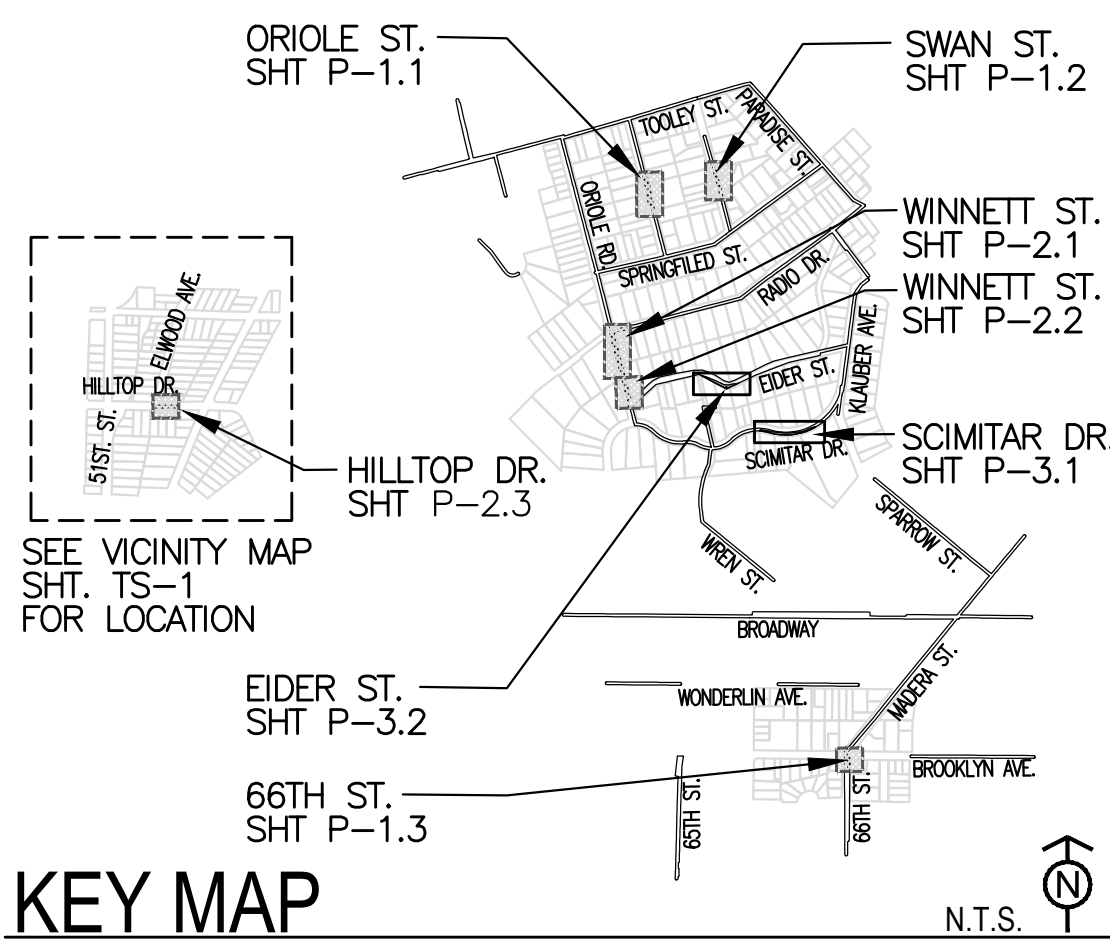 ORIOLE ST.
SHT P-1.1
SWAN ST.
SHT P-1.2
TOOLEY ST.
PARADISE ST.
ORIOLE RD.
SPRINGFILED ST.
RADIO DR.
WINNETT ST.
SHT P-2.1
WINNETT ST.
SHT P-2.2
KLAUBER AVE.
EIDER ST.
SCIMITAR DR.
SCIMITAR DR.
SHT P-3.1
ELWOOD AVE.
HILLTOP DR.
51ST. ST.
HILLTOP DR.
SHT P-2.3
SEE VICINITY MAP
SHT. TS-1
FOR LOCATION
SPARROW ST.
WREN ST.
BROADWAY
MADERA ST.
EIDER ST.
SHT P-3.2
WONDERLIN AVE.
BROOKLYN AVE.
66TH ST.
SHT P-1.3
65TH ST.
66TH ST.
KEY MAP
N.T.S.
N